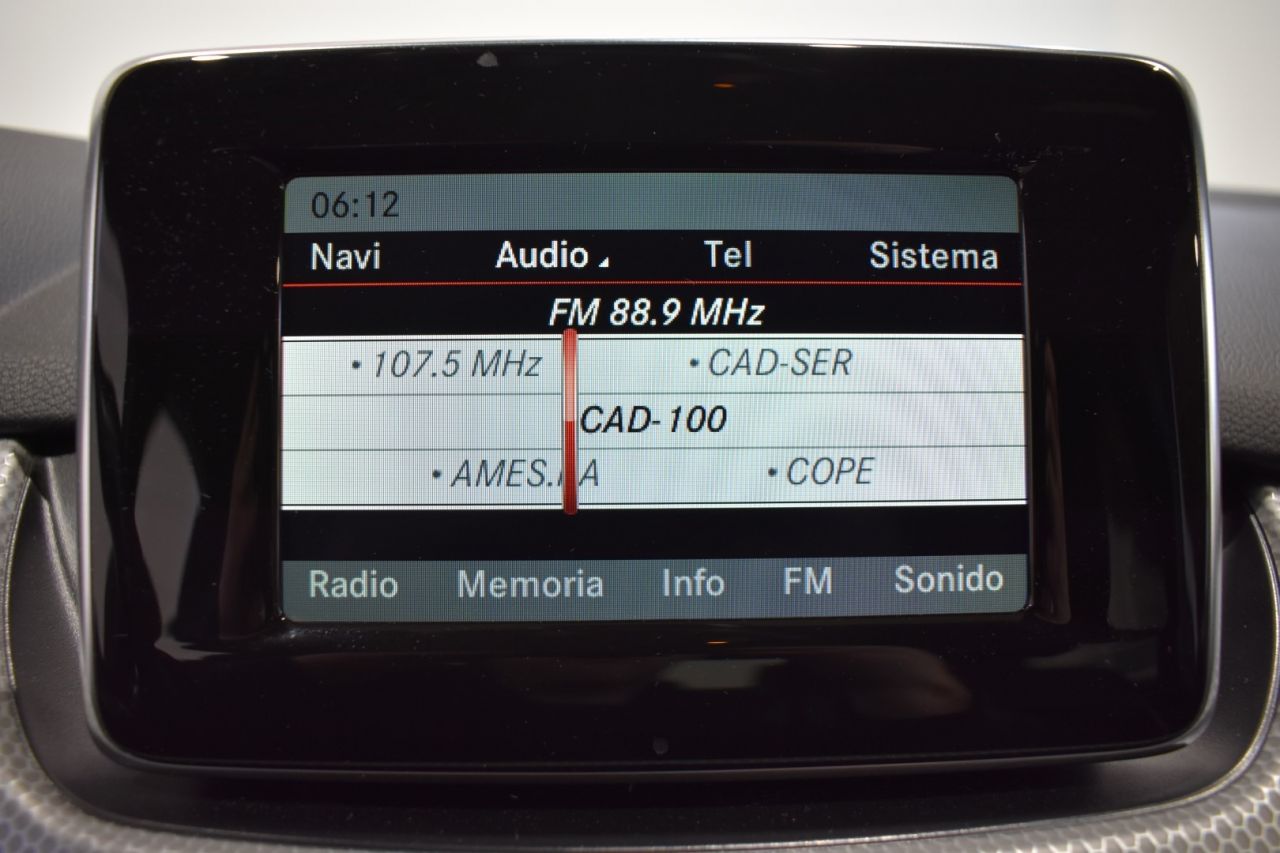 06:12
Navi Audio Tel Sistema
FM 88.9 MHz
• 107.5 MHz • CAD-SER
CAD-100
• COPE
Radio Memoria Info FM Sonido